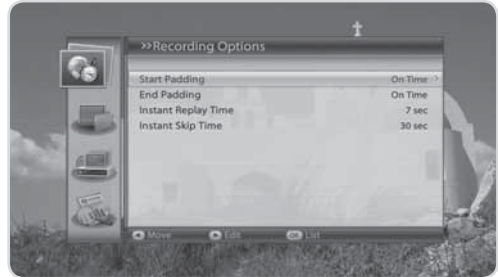 >>Recording Options
Start Padding On Time >
End Padding On Time
Instant Replay Time 7 sec
Instant Skip Time 30 sec
Move Edit OK List